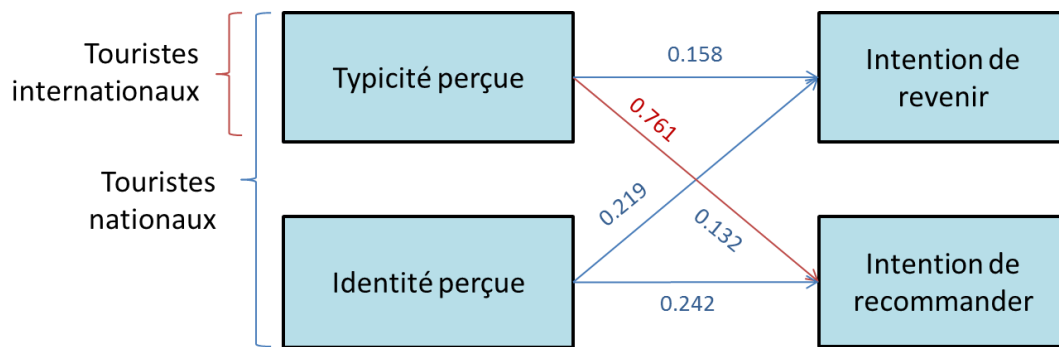 Touristes
internationaux
Touristes
nationaux
Typicité perçue
Identité perçue
0.158
0.761
0.219
0.132
0.242
Intention de
revenir
Intention de
recommander